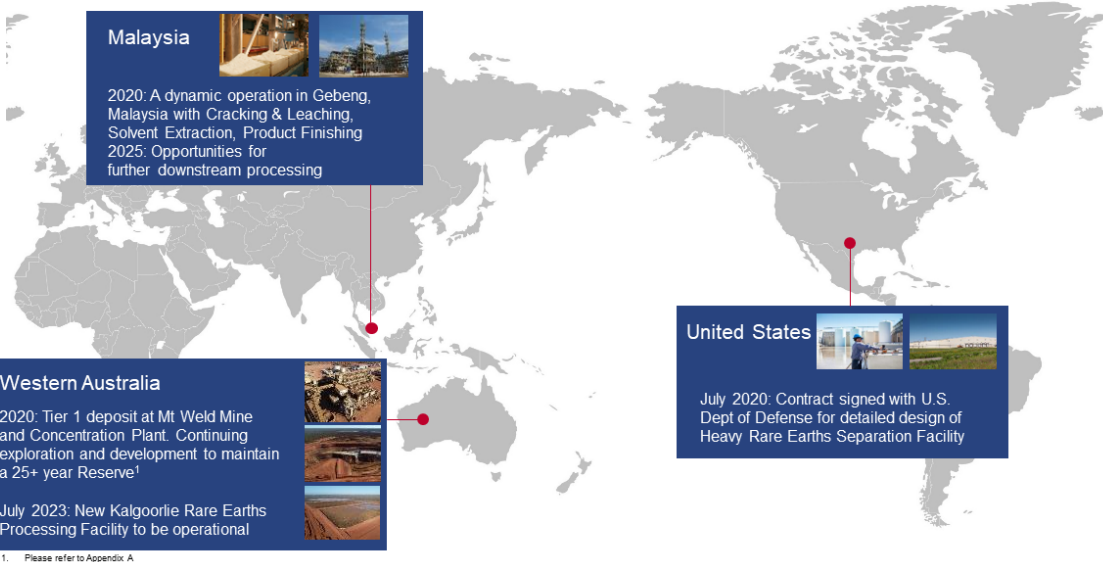 Malaysia
2020: A dynamic operation in Gebeng,
Malaysia with Cracking & Leaching,
Solvent Extraction, Product Finishing
2025: Opportunities for
further downstream processing
United States
July 2020: Contract signed with U.S.
Dept of Defense for detailed design of
Heavy Rare Earths Separation Facility
Western Australia
2020: Tier 1 deposit at Mt Weld Mine
and Concentration Plant. Continuing
exploration and development to maintain
a 25+ year Reserve¹
July 2023: New Kalgoorlie Rare Earths
Processing Facility to be operational
1. Please refer to Appendix A